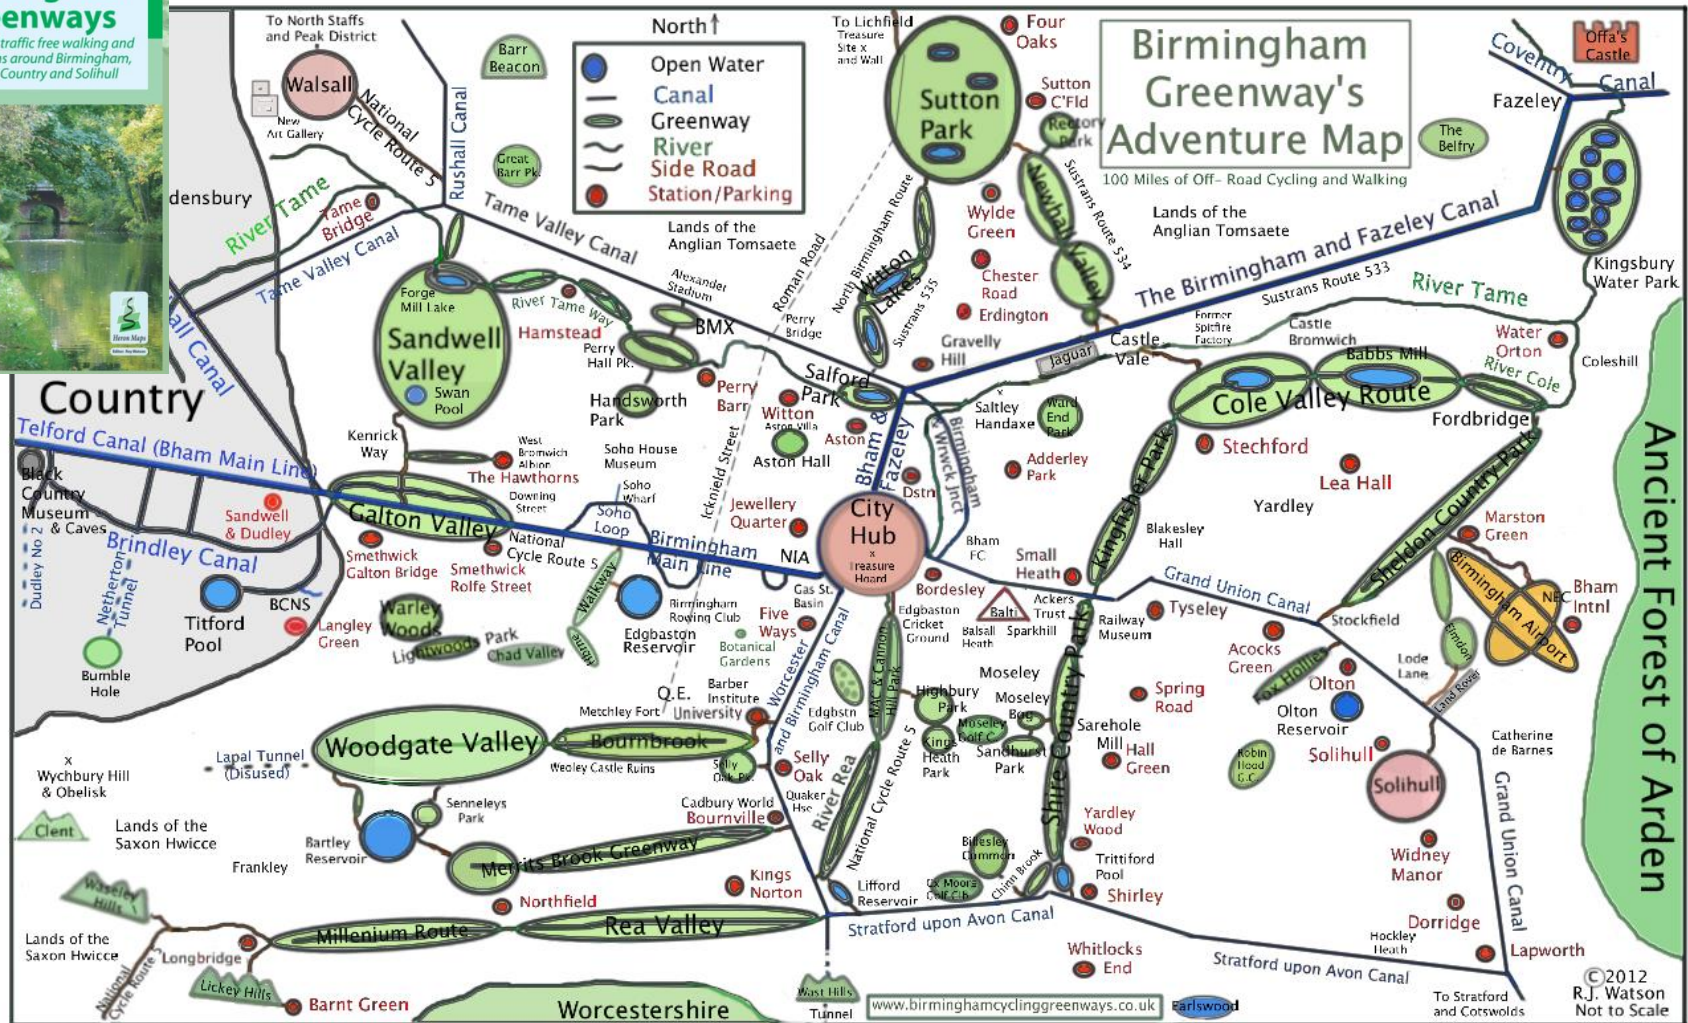 enways
traffic free walking and
ns around Birmingham,
Country and Solihull
Heron Maps
To North Staffs
and Peak District
Walsall
New
Art Gallery
National
Cycle Route 5
Rushall Canal
Barr
Beacon
Great
Barr Pk.
North
Open Water
Canal
Greenway
River
Side Road
Station/Parking
To Lichfield
Treasure
Site x
and Wall
Four
Oaks
Sutton
Park
Sutton
C'Fld
Rectory
Park
Birmingham
Greenway's
Adventure Map
100 Miles of Off- Road Cycling and Walking
The
Belfry
Coventry
Canal
Offa's
Castle
Fazeley
Kingsbury
Water Park
densbury
River Tame
Tame
Bridge
Tame Valley Canal
Tame Valley Canal
Lands of the
Anglian Tomsaete
Roman Road
North Birmingham Route
Witton
Lakes
Sustrans 535
Wylde
Green
Newhall
Valley
Sustrans Route 534
Lands of the
Anglian Tomsaete
The Birmingham and Fazeley Canal
Sustrans Route 533
River Tame
Chester
Road
Erdington
Forge
Mill Lake
Sandwell
Valley
Swan
Pool
River Tame Way
Hamstead
Alexander
Stadium
BMX
Perry
Hall Pk.
Perry
Bridge
Handsworth
Park
Perry
Barr
Salford
Park
Gravelly
Hill
Jaguar
Castle
Vale
Former
Spitfire
Factory
Castle
Bromwich
Babbs Mill
Water
Orton
Coleshill
River Cole
Cole Valley Route
Fordbridge
all Canal
Country
Telford Canal (Bham Main Line)
Black
Country
Museum
& Caves
Dudley No 2
Brindley Canal
Netherton
Tunnel
Sandwell
& Dudley
Kenrick
Way
West
Bromwich
Albion
The Hawthorns
Downing
Street
Galton Valley
Soho House
Museum
Soho
Wharf
Soho
Loop
Icknield Street
Witton
Aston Villa
Aston
Aston Hall
Saltley
Handaxe
Ward
End
Park
Adderley
Park
Bham &
Fazeley
Dstn
Birmingham
& Wrwck Jnct
Jewellery
Quarter
City
Hub
x
Treasure
Hoard
Kingfisher Park
Stechford
Lea Hall
Yardley
Blakesley
Hall
Sheldon Country Park
Marston
Green
Birmingham Airport
NEC
Bham
Intnl
Elmdon
Ancient Forest of Arden
Smethwick
Galton Bridge
Smethwick
Rolfe Street
National
Cycle Route 5
Birmingham
Main Line
NIA
Titford
Pool
BCNS
Langley
Green
Bumble
Hole
Warley
Woods
Lightwoods Park
Chad Valley
Walkway
Hbrne
Edgbaston
Reservoir
Birmingham
Rowing Club
Botanical
Gardens
Five
Ways
Gas St.
Basin
Edgbaston
Cricket
Ground
Bordesley
Bham
FC
Small
Heath
Balti
Balsall
Heath
Sparkhill
Ackers
Trust
Railway
Museum
Grand Union Canal
Tyseley
Stockfield
Acocks
Green
Fox Hollies
Olton
Olton
Reservoir
Lode
Lane
Land Rover
Q.E.
Barber
Institute
Metchley Fort
University
Worcester
and Birmingham Canal
Edgbstn
Golf Club
MAC & Cannon
Hill Park
Highbury
Park
Moseley
Moseley
Bog
Moseley
Golf C
Kings
Heath
Park
Sandhurst
Park
Shire Country Park
Sarehole
Mill
Spring
Road
Hall
Green
Robin
Hood
G.C.
Solihull
Solihull
Catherine
de Barnes
Grand Union Canal
x
Wychbury Hill
& Obelisk
Lapal Tunnel
(Disused)
Woodgate Valley
Bournbrook
Weoley Castle Ruins
Selly
Oak Pk.
Selly
Oak
Quaker
Hse
River Rea
National Cycle Route 5
Clent
Lands of the
Saxon Hwicce
Frankley
Bartley
Reservoir
Senneleys
Park
Cadbury World
Bournville
Merrits Brook Greenway
Billesley
Common
Yardley
Wood
Trittiford
Pool
Chinn Brook
Cx Moors
Golf Clb
Shirley
Widney
Manor
Dorridge
Waseley
Hills
Northfield
Kings
Norton
Lifford
Reservoir
Stratford upon Avon Canal
Millenium Route
Rea Valley
Lands of the
Saxon Hwicce
National
Cycle Route 5
Longbridge
Lickey Hills
Barnt Green
Worcestershire
Wast Hills
Tunnel
www.birminghamcyclinggreenways.co.uk
Earlswood
Whitlocks
End
Stratford upon Avon Canal
Hockley
Heath
Lapworth
To Stratford
and Cotswolds
©2012
R.J. Watson
Not to Scale